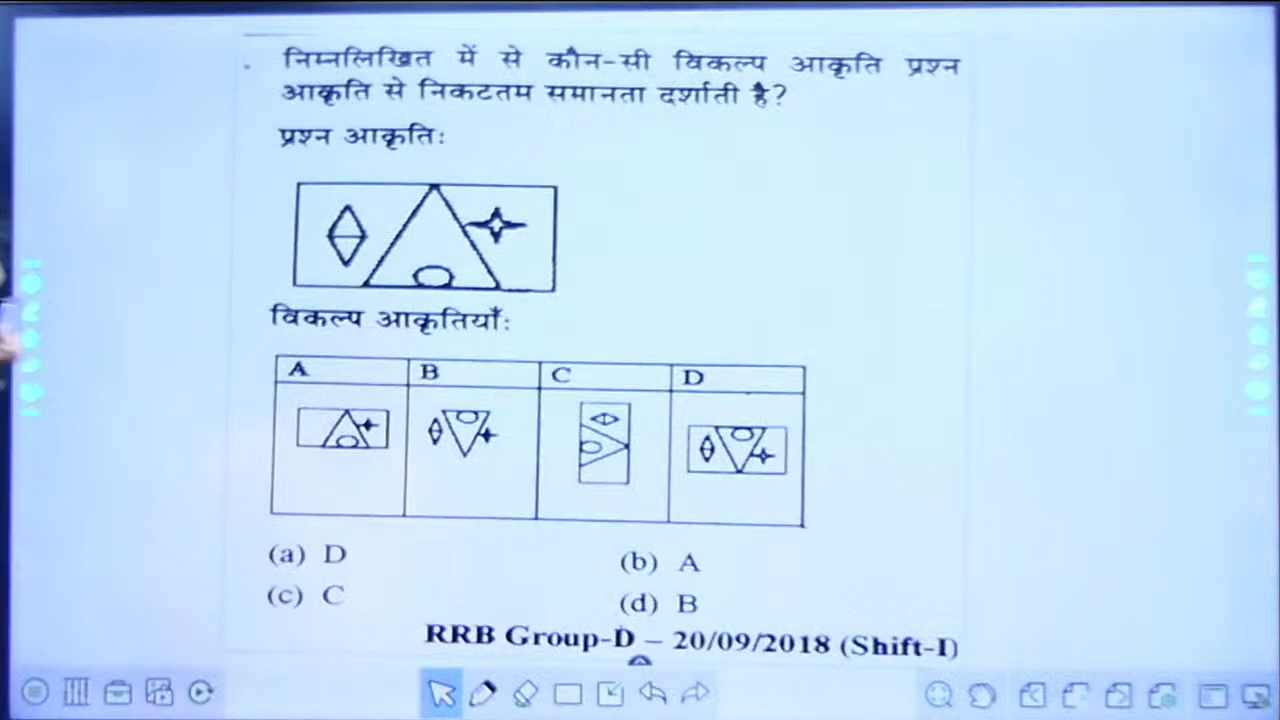 निम्नलिखित में से कौन-सी विकल्प आकृति प्रश्न
आकृति से निकटतम समानता दर्शाती है?
प्रश्न आकृति:
विकल्प आकृतियाँ:
A B C D
(a) D (b) A
(c) C (d) B
RRB Group-D – 20/09/2018 (Shift-I)